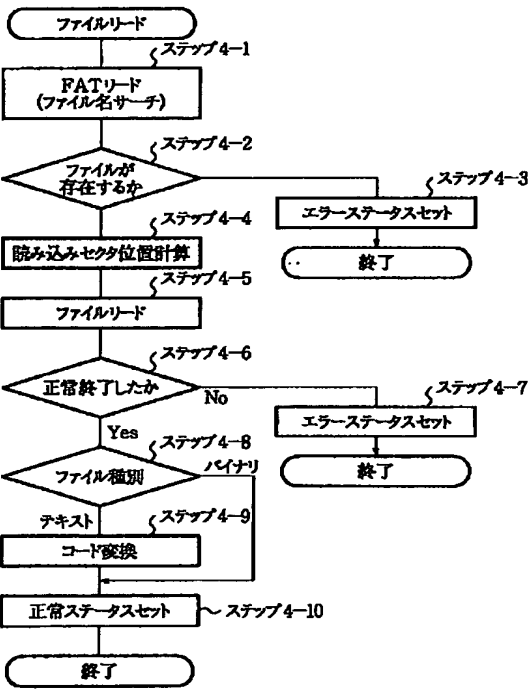 ファイルリード
ステップ4-1
FATリード
(ファイル名サーチ)
ステップ4-2
ファイルが
存在するか
ステップ4-3
エラーステータスセット
終了
ステップ4-4
読み込みセクタ位置計算
ステップ4-5
ファイルリード
ステップ4-6
正常終了したか
No
ステップ4-7
エラーステータスセット
終了
Yes
ステップ4-8
ファイル種別
バイナリ
テキスト
ステップ4-9
コード変換
正常ステータスセット
ステップ4-10
終了